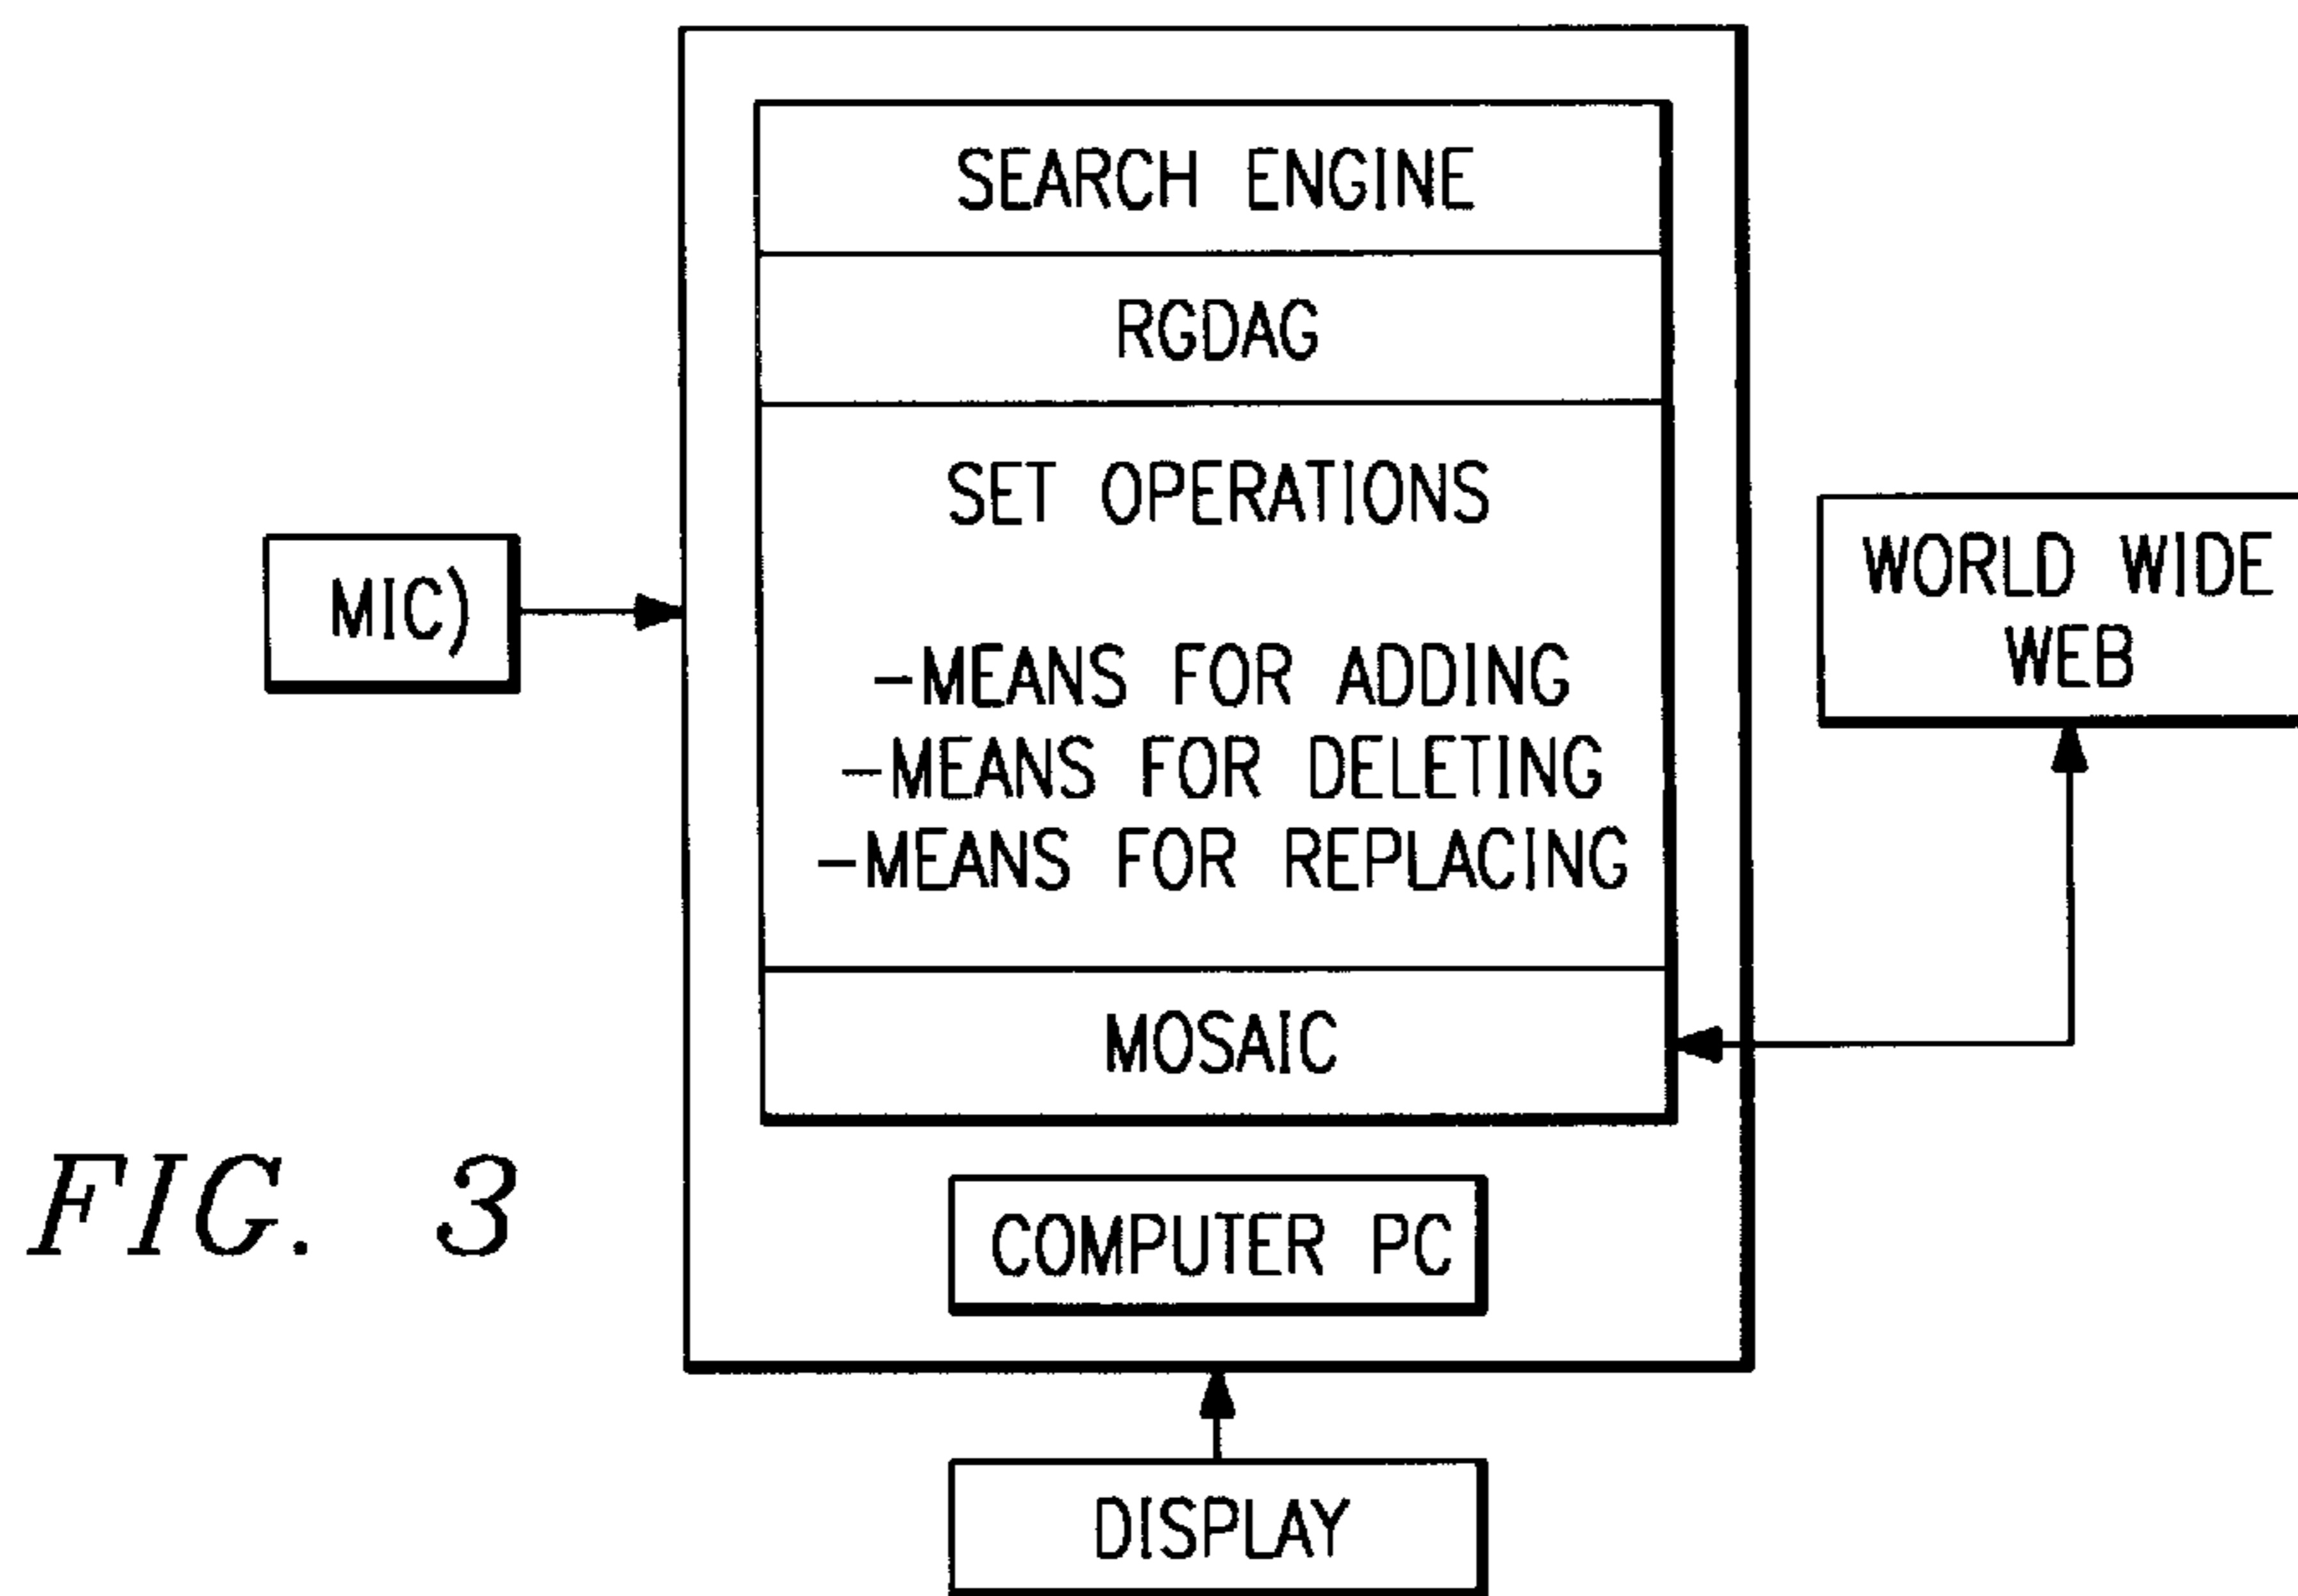 SEARCH ENGINE
RGDAG
SET OPERATIONS
-MEANS FOR ADDING
-MEANS FOR DELETING
-MEANS FOR REPLACING
MOSAIC
COMPUTER PC
MIC)
WORLD WIDE
WEB
DISPLAY
FIG. 3